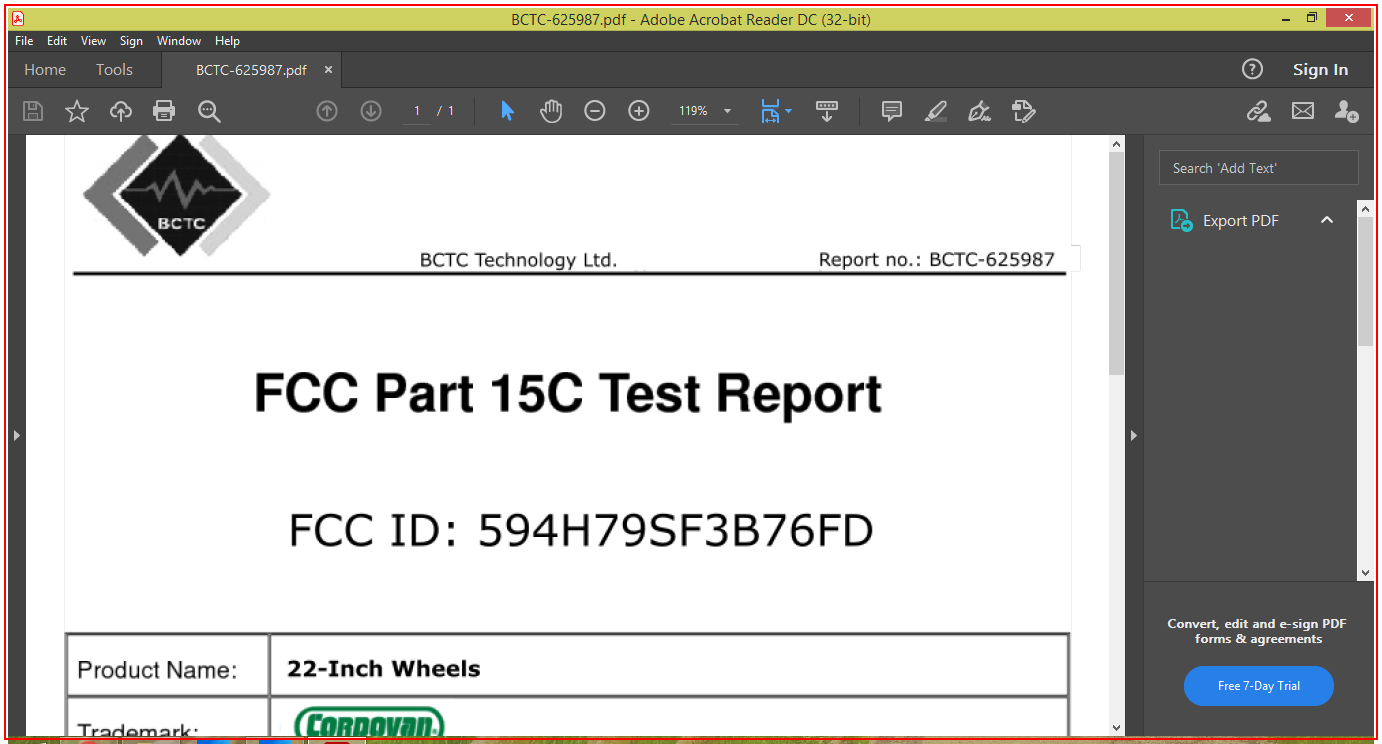 BCTC-625987.pdf - Adobe Acrobat Reader DC (32-bit)
File Edit View Sign Window Help
Home Tools BCTC-625987.pdf × Sign In
1 / 1 119%
Search 'Add Text'
Export PDF
BCTC
BCTC Technology Ltd. Report no.: BCTC-625987
FCC Part 15C Test Report
FCC ID: 594H79SF3B76FD
Product Name: 22-Inch Wheels
Trademark: CORDOVAN
Convert, edit and e-sign PDF
forms & agreements
Free 7-Day Trial